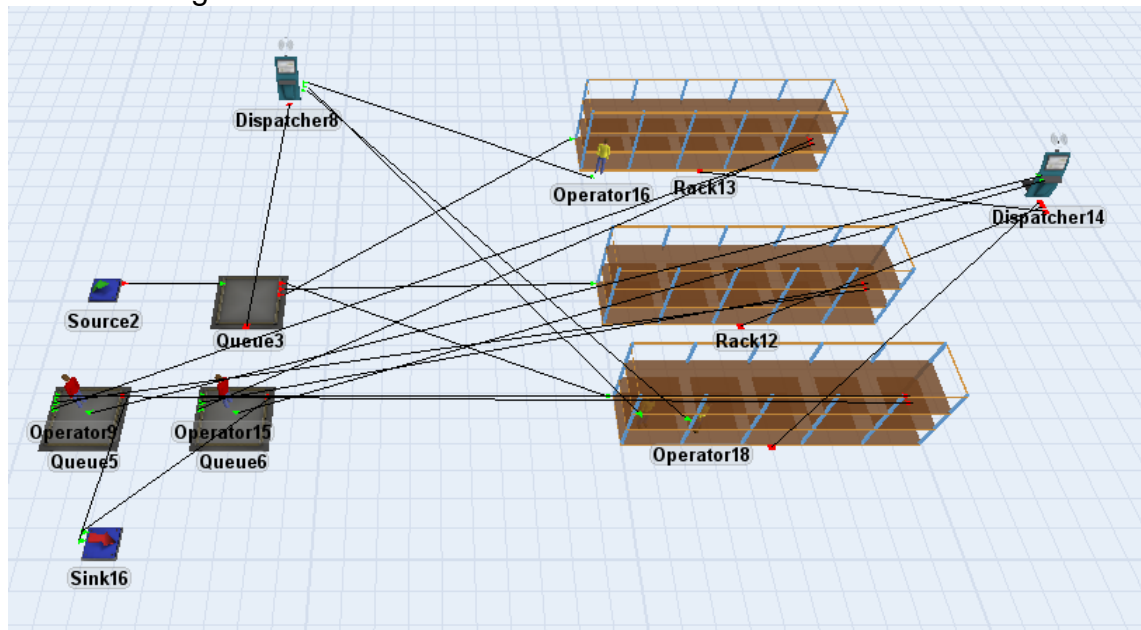 Dispatcher8
Operator16
Rack13
Dispatcher14
Source2
Queue3
Rack12
Operator9
Operator15
Queue5
Queue6
Operator18
Sink16